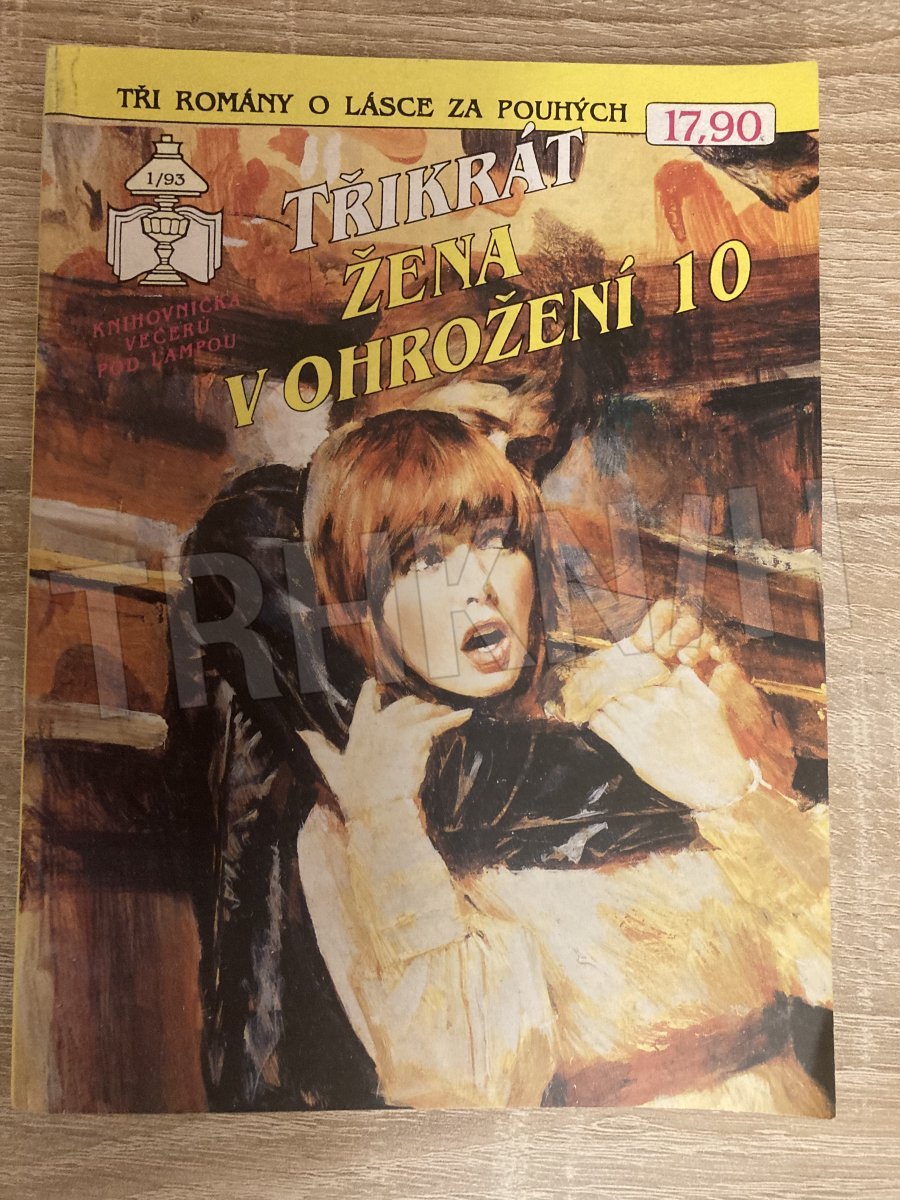 TŘI ROMÁNY O LÁSCE ZA POUHÝCH
17,90
1/93
KNIHOVNIČKA
VEČERŮ
POD LAMPOU
TŘIKRÁT
ŽENA
V OHROŽENÍ 10
TRHKNIH